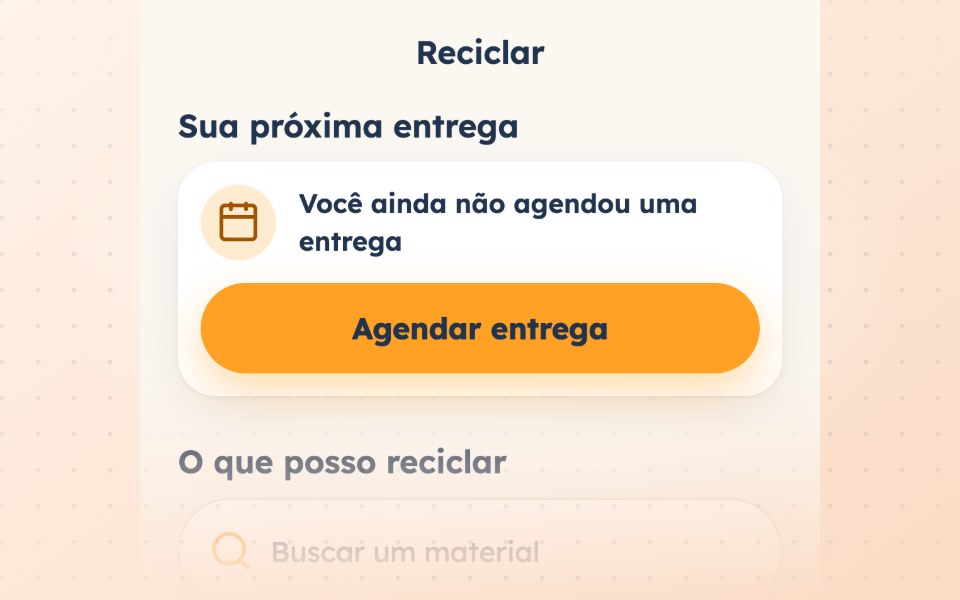 Reciclar
Sua próxima entrega
Você ainda não agendou uma
entrega
Agendar entrega
O que posso reciclar
Buscar um material